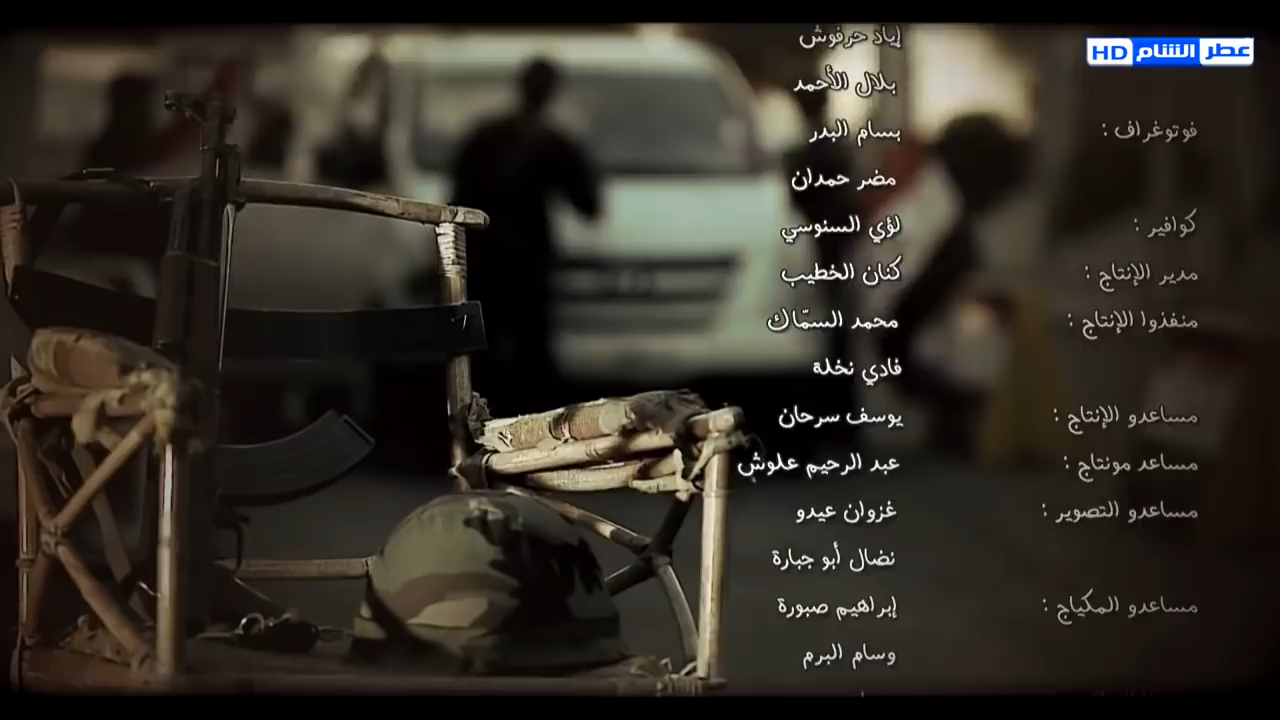 عطر الشام HD
إياد حرفوش
بلال الأحمد
فوتوغراف : بسام البدر
مضر حمدان
كوافير : لؤي السنوسي
مدير الإنتاج : كنان الخطيب
منفذوا الإنتاج : محمد السمّاك
فادي نخلة
مساعدو الإنتاج : يوسف سرحان
مساعد مونتاج : عبد الرحيم علوش
مساعدو التصوير : غزوان عيدو
نضال أبو جبارة
مساعدو المكياج : إبراهيم صبورة
وسام البرم